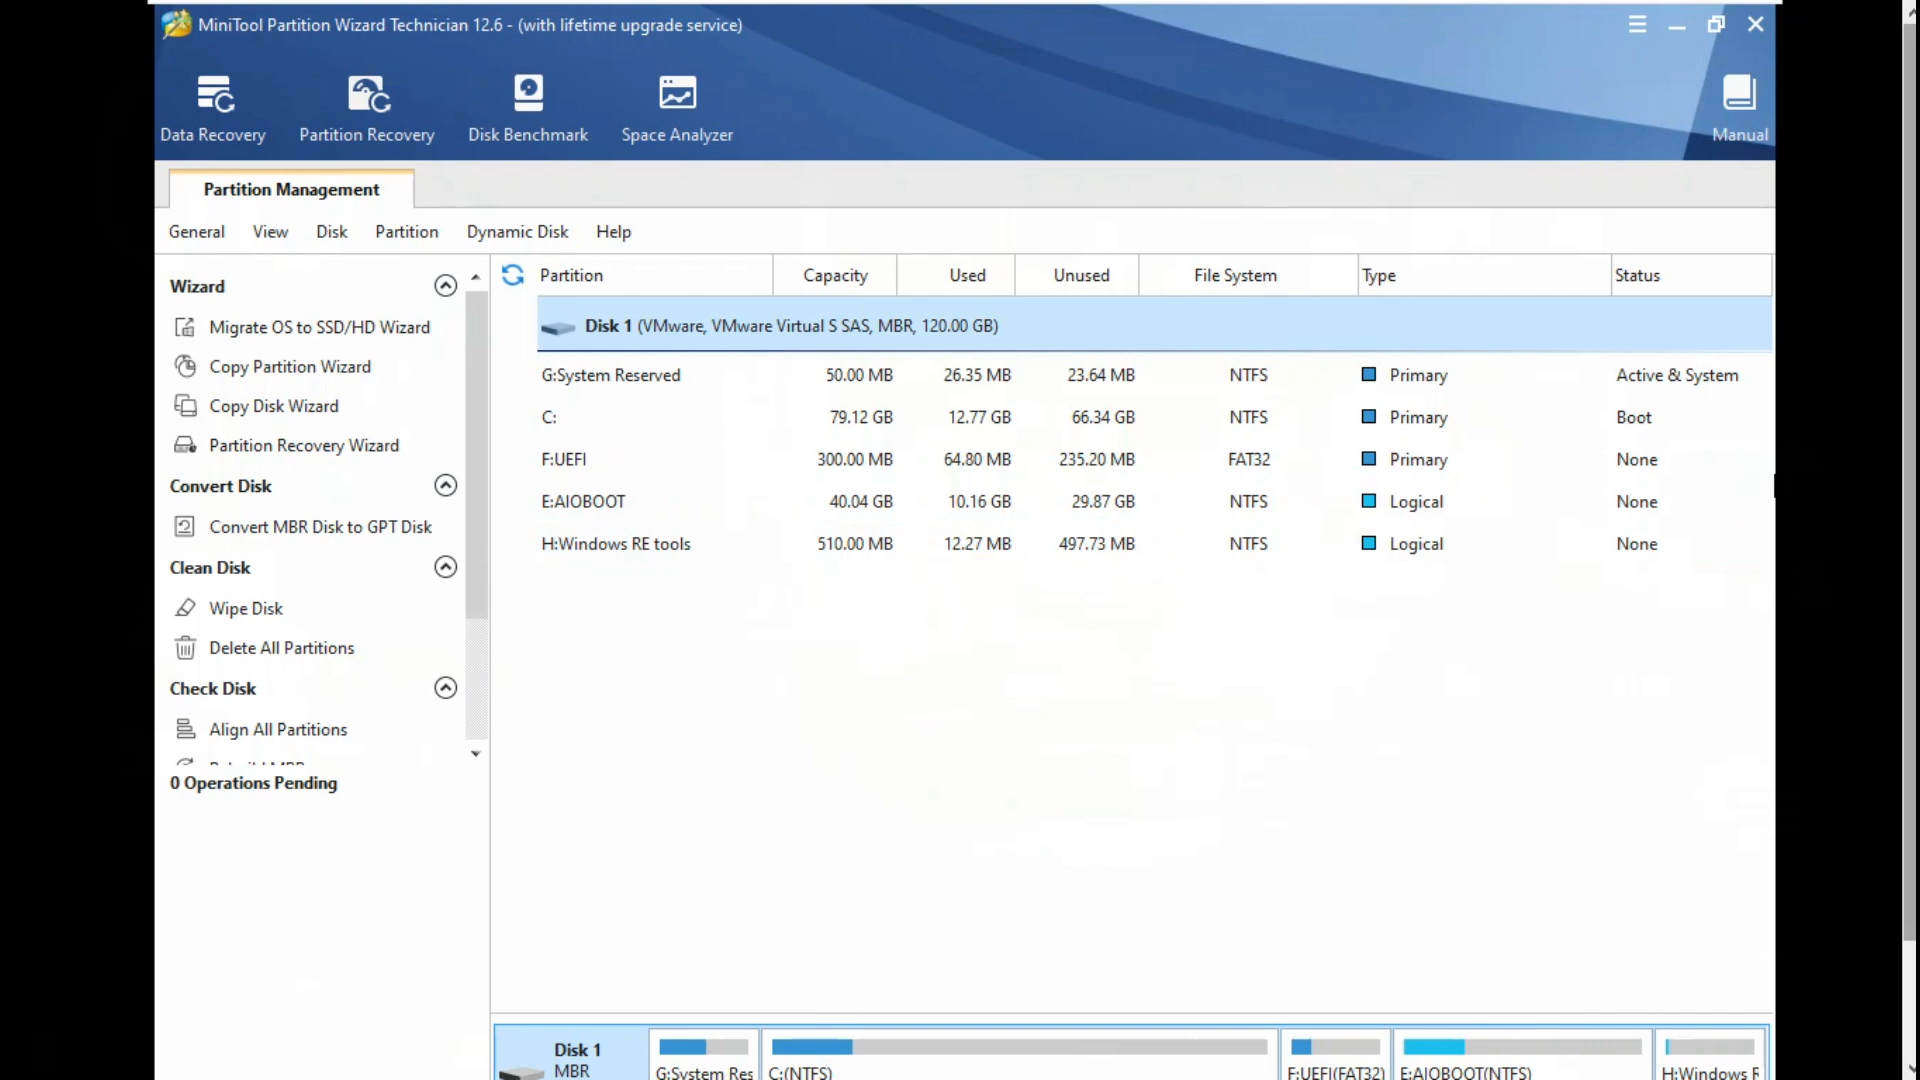 MiniTool Partition Wizard Technician 12.6 - (with lifetime upgrade service)
Data Recovery
Partition Recovery
Disk Benchmark
Space Analyzer
Manual
Partition Management
General View Disk Partition Dynamic Disk Help
Wizard
Migrate OS to SSD/HD Wizard
Copy Partition Wizard
Copy Disk Wizard
Partition Recovery Wizard
Convert Disk
Convert MBR Disk to GPT Disk
Clean Disk
Wipe Disk
Delete All Partitions
Check Disk
Align All Partitions
0 Operations Pending
Partition Capacity Used Unused File System Type Status
Disk 1 (VMware, VMware Virtual S SAS, MBR, 120.00 GB)
G:System Reserved 50.00 MB 26.35 MB 23.64 MB NTFS Primary Active & System
C: 79.12 GB 12.77 GB 66.34 GB NTFS Primary Boot
F:UEFI 300.00 MB 64.80 MB 235.20 MB FAT32 Primary None
E:AIOBOOT 40.04 GB 10.16 GB 29.87 GB NTFS Logical None
H:Windows RE tools 510.00 MB 12.27 MB 497.73 MB NTFS Logical None
Disk 1
MBR
G:System Res
C:(NTFS)
F:UEFI(FAT32)
E:AIOBOOT(NTFS)
H:Windows R